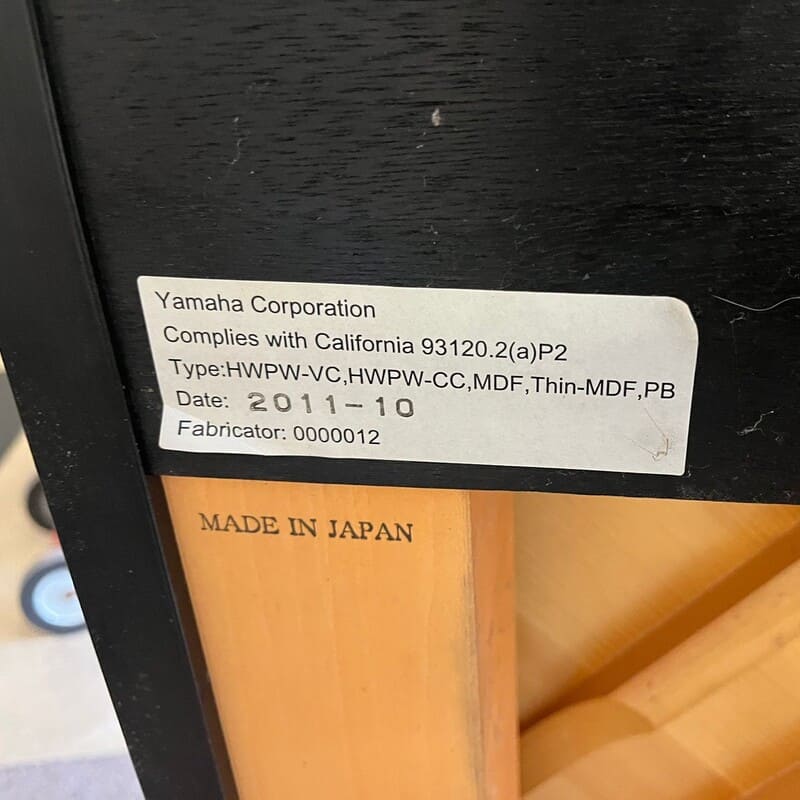 Yamaha Corporation
Complies with California 93120.2(a)P2
Type:HWPW-VC,HWPW-CC,MDF,Thin-MDF,PB
Date: 2011-10
Fabricator: 0000012
MADE IN JAPAN